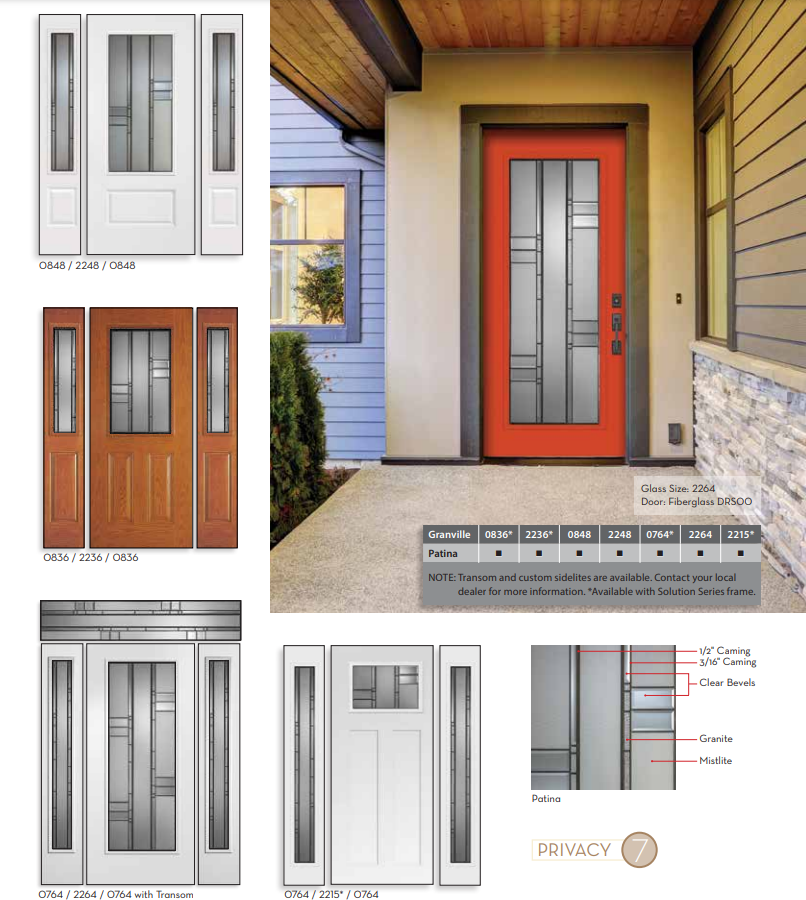 0848 / 2248 / 0848
0836 / 2236 / 0836
Glass Size: 2264
Door: Fiberglass DRS00
Granville 0836* 2236* 0848 2248 0764* 2264 2215*
Patina ■ ■ ■ ■ ■ ■ ■
NOTE: Transom and custom sidelites are available. Contact your local
dealer for more information. *Available with Solution Series frame.
0764 / 2264 / 0764 with Transom
0764 / 2215* / 0764
1/2" Caming
3/16" Caming
Clear Bevels
Granite
Mistlite
Patina
PRIVACY 7